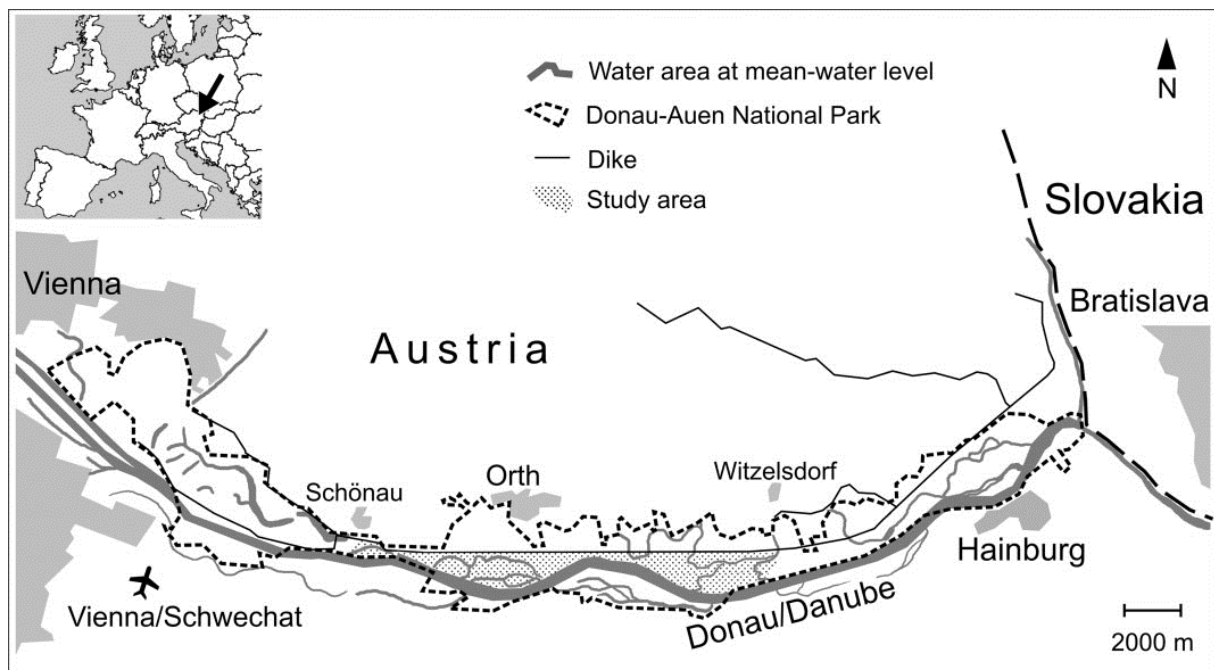 Water area at mean-water level
Donau-Auen National Park
Dike
Study area
N
Slovakia
Vienna
Bratislava
Austria
Schönau
Orth
Witzelsdorf
Hainburg
Vienna/Schwechat
Donau/Danube
2000 m